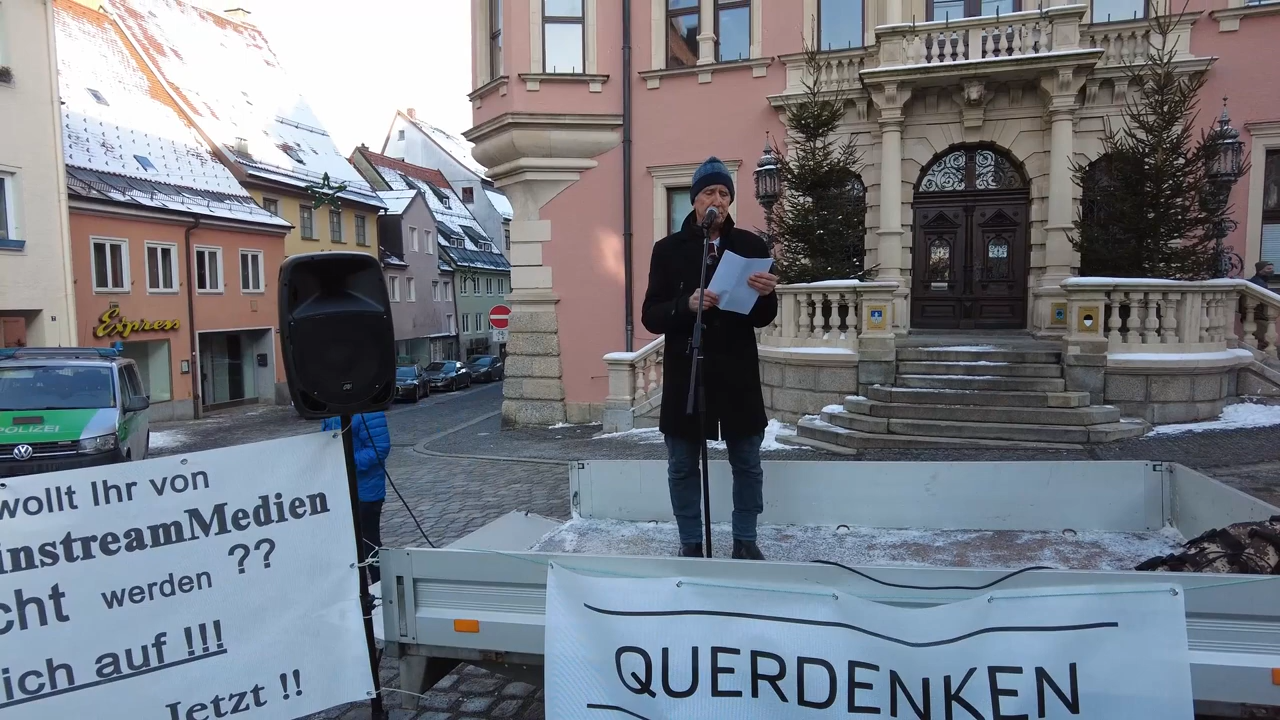 Express
POLIZEI
wollt Ihr von
instreamMedien
cht werden ??
ich auf !!!
Jetzt !!
QUERDENKEN